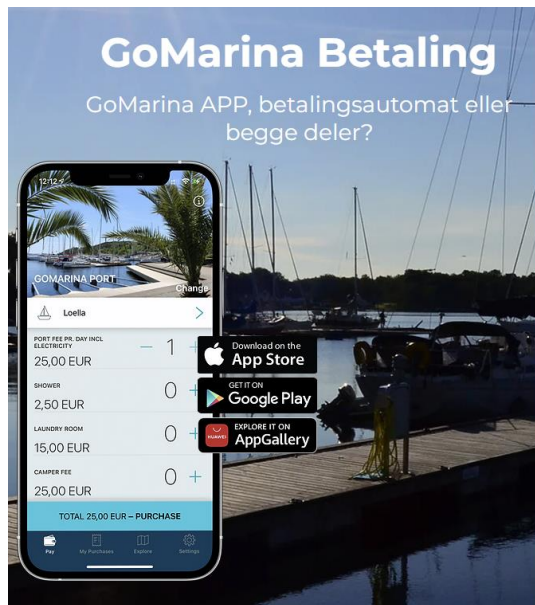 GoMarina Betaling
GoMarina APP, betalingsautomat eller
begge deler?
12:12
GOMARINA PORT
Change
Loella
PORT FEE PR. DAY INCL
ELECTRICITY
25,00 EUR
− 1 +
SHOWER
2,50 EUR
0 +
LAUNDRY ROOM
15,00 EUR
0 +
CAMPER FEE
25,00 EUR
0 +
TOTAL 25,00 EUR – PURCHASE
Pay
My Purchases
Explore
Settings
Download on the
App Store
GET IT ON
Google Play
HUAWEI
EXPLORE IT ON
AppGallery